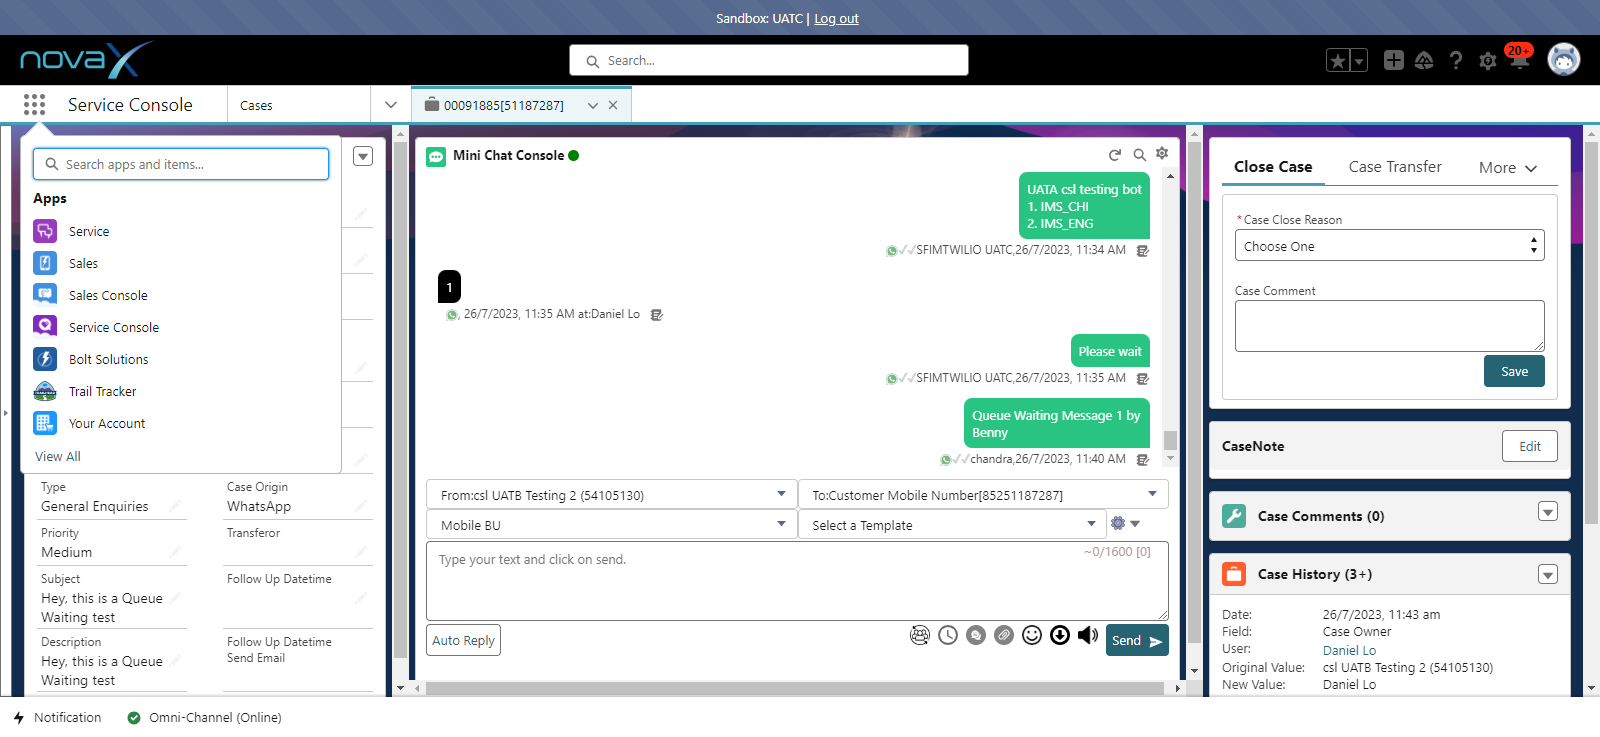 Sandbox: UATC | Log out
novaX
Search...
20+
Service Console
Cases
00091885[51187287]
Search apps and items...
Apps
Service
Sales
Sales Console
Service Console
Bolt Solutions
Trail Tracker
Your Account
View All
Type
General Enquiries
Case Origin
WhatsApp
Priority
Medium
Transferor
Subject
Hey, this is a Queue
Waiting test
Follow Up Datetime
Description
Hey, this is a Queue
Waiting test
Follow Up Datetime
Send Email
Mini Chat Console
UATA csl testing bot
1. IMS_CHI
2. IMS_ENG
SFIMTWILIO UATC,26/7/2023, 11:34 AM
1
, 26/7/2023, 11:35 AM at:Daniel Lo
Please wait
SFIMTWILIO UATC,26/7/2023, 11:35 AM
Queue Waiting Message 1 by
Benny
chandra,26/7/2023, 11:40 AM
From:csl UATB Testing 2 (54105130)
To:Customer Mobile Number[85251187287]
Mobile BU
Select a Template
Type your text and click on send.
~0/1600 [0]
Auto Reply
Send
Close Case
Case Transfer
More
*Case Close Reason
Choose One
Case Comment
Save
CaseNote
Edit
Case Comments (0)
Case History (3+)
Date: 26/7/2023, 11:43 am
Field: Case Owner
User: Daniel Lo
Original Value: csl UATB Testing 2 (54105130)
New Value: Daniel Lo
Notification
Omni-Channel (Online)